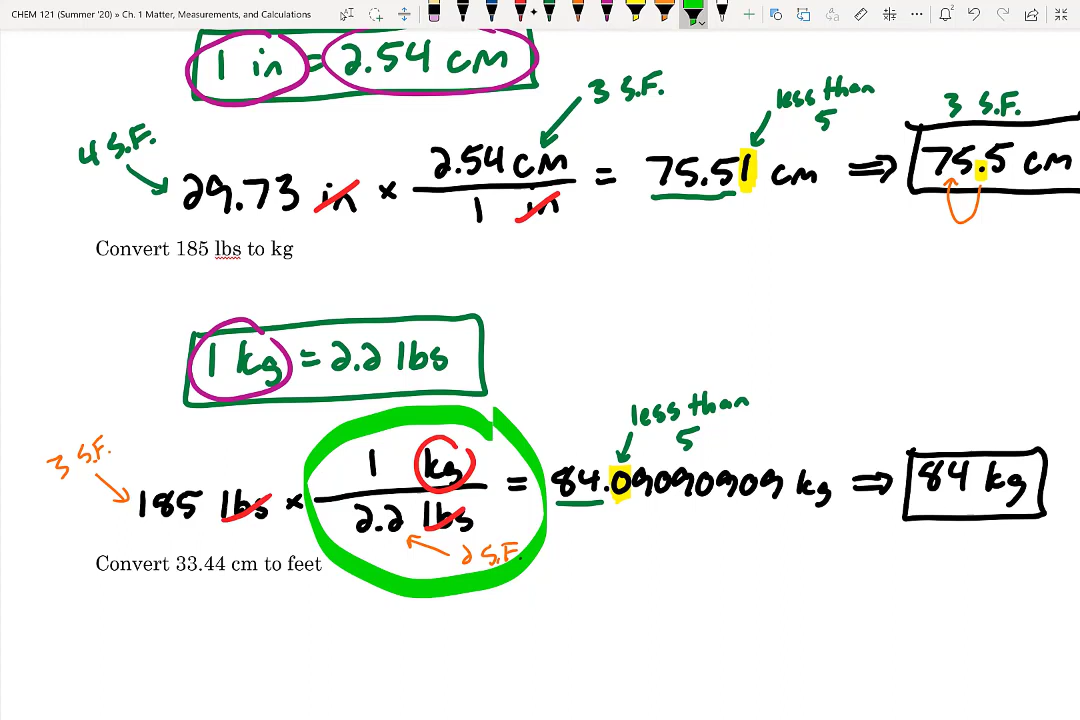 CHEM 121 (Summer '20) » Ch. 1 Matter, Measurements, and Calculations
1 in = 2.54 cm
3 S.F.
less than
5
3 S.F.
4 S.F.
29.73 in × 2.54 cm / 1 in = 75.51 cm ⇒ 75.5 cm
Convert 185 lbs to kg
1 kg = 2.2 lbs
less than
5
3 S.F.
185 lbs × 1 kg / 2.2 lbs = 84.09090909 kg ⇒ 84 kg
2 S.F.
Convert 33.44 cm to feet